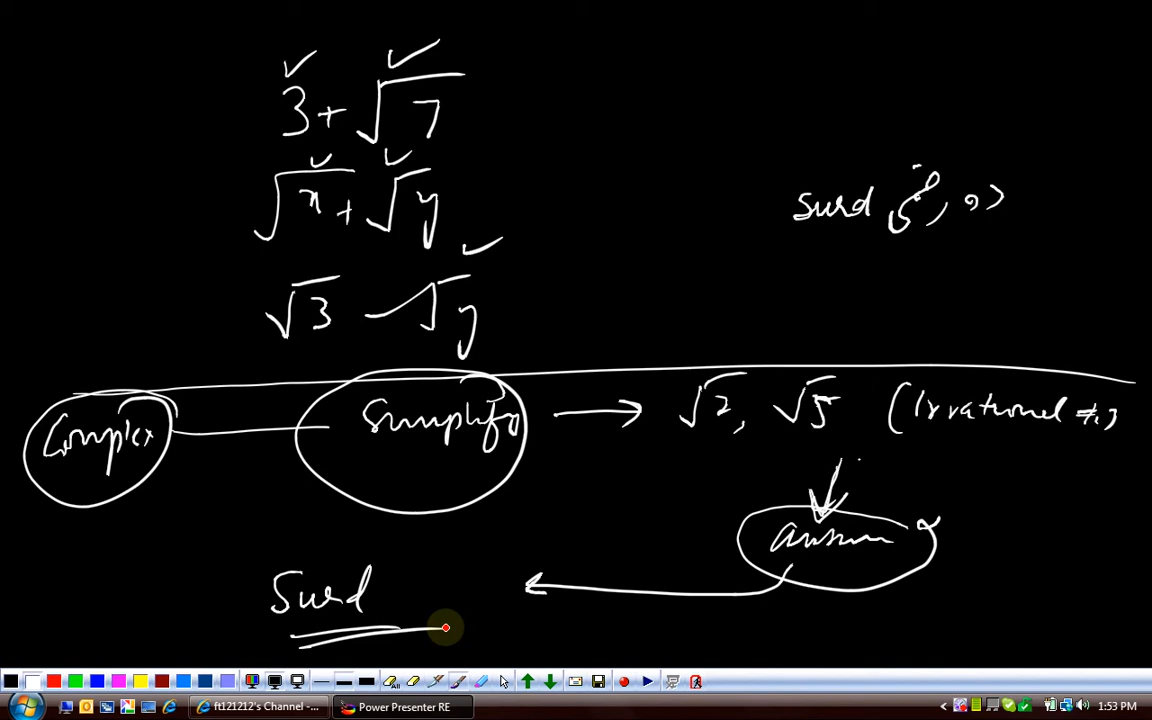 3 + √7
√x + √y
surd
√3 - √y
Complex
Simplify → √2, √5 (Irrational
answer
Surd
All
ft121212's Channel - ...
Power Presenter RE
1:53 PM